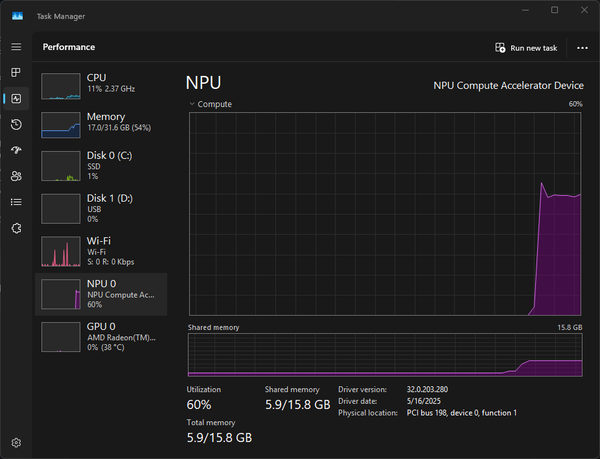 Task Manager
Performance
Run new task
CPU
11% 2.37 GHz
Memory
17.0/31.6 GB (54%)
Disk 0 (C:)
SSD
1%
Disk 1 (D:)
USB
0%
Wi-Fi
Wi-Fi
S: 0 R: 0 Kbps
NPU 0
NPU Compute Ac...
60%
GPU 0
AMD Radeon(TM)...
0% (38 °C)
NPU
NPU Compute Accelerator Device
Compute
60%
Shared memory
15.8 GB
Utilization
60%
Shared memory
5.9/15.8 GB
Total memory
5.9/15.8 GB
Driver version: 32.0.203.280
Driver date: 5/16/2025
Physical location: PCI bus 198, device 0, function 1